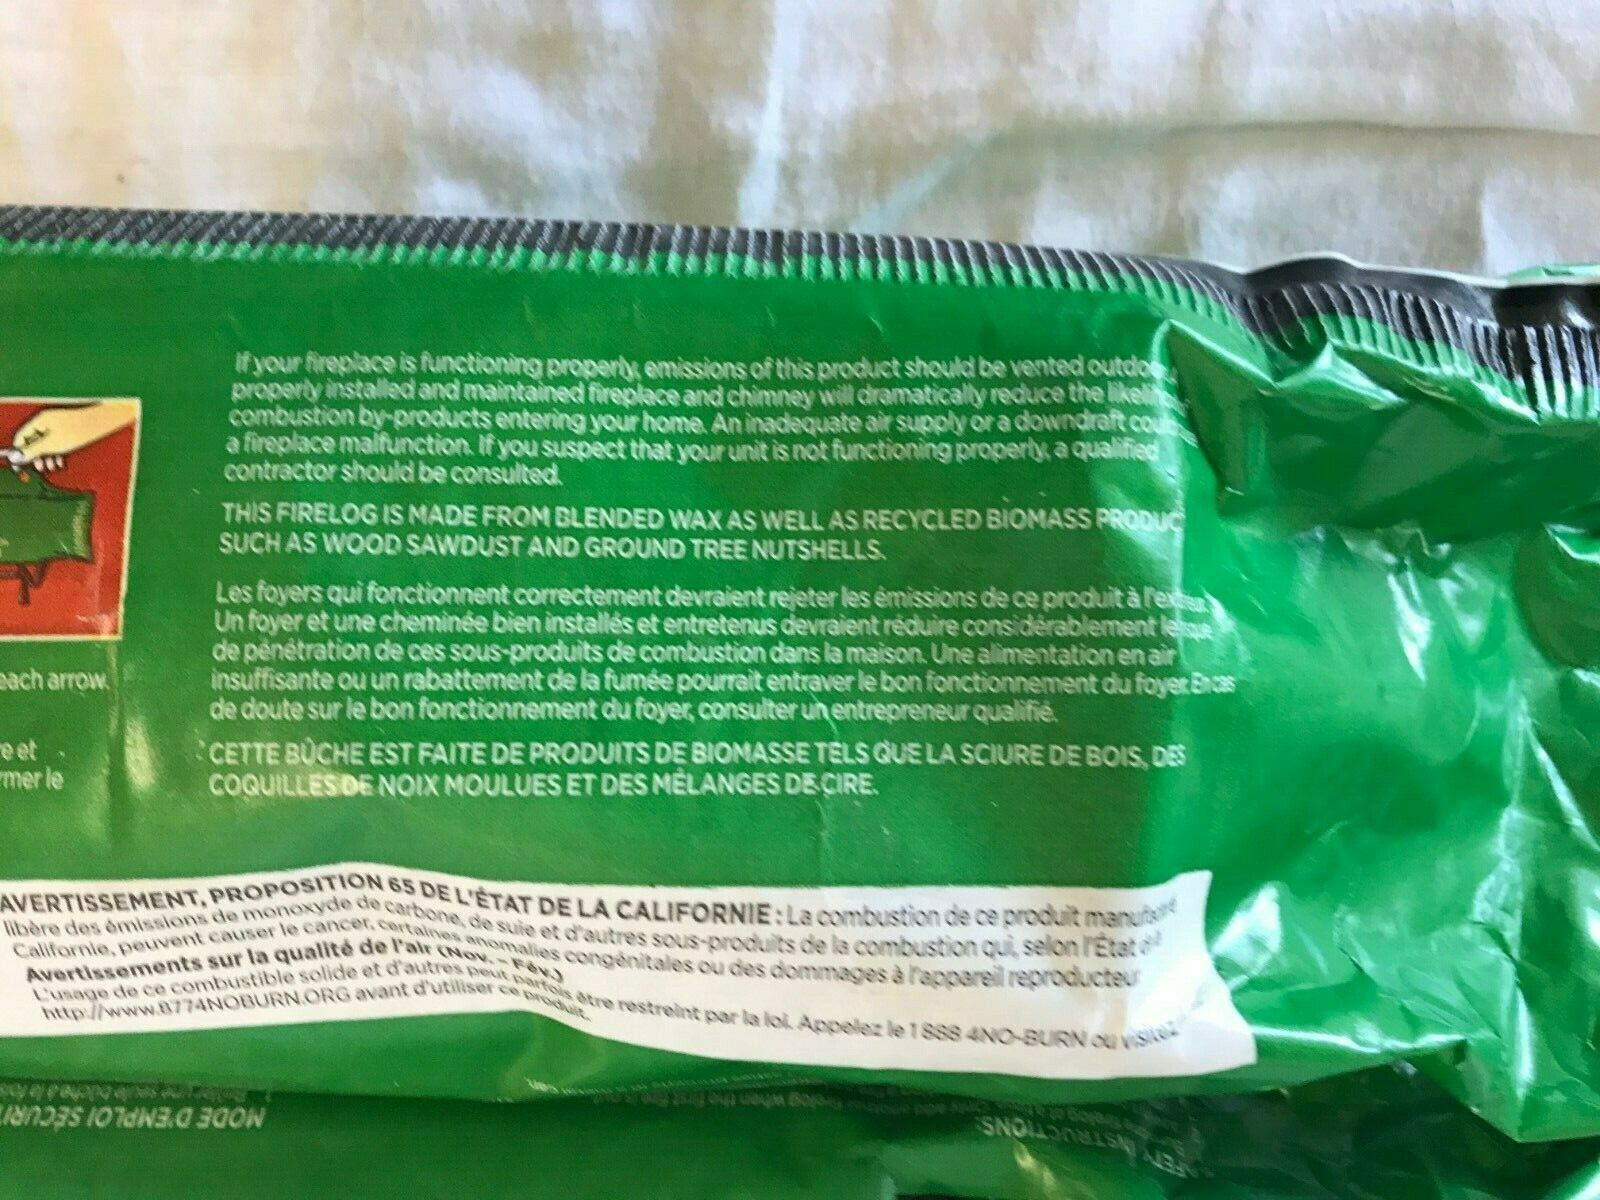 If your fireplace is functioning properly, emissions of this product should be vented
properly installed and maintained fireplace and chimney will dramatically reduce the
combustion by-products entering your home. An inadequate air supply or a downdraft
a fireplace malfunction. If you suspect that your unit is not functioning properly, a qualified
contractor should be consulted.
THIS FIRELOG IS MADE FROM BLENDED WAX AS WELL AS RECYCLED BIOMASS
SUCH AS WOOD SAWDUST AND GROUND TREE NUTSHELLS.
Les foyers qui fonctionnent correctement devraient rejeter les émissions de ce produit à
Un foyer et une cheminée bien installés et entretenus devraient réduire considérablement
de pénétration de ces sous-produits de combustion dans la maison. Une alimentation en air
insuffisante ou un rabattement de la fumée pourrait entraver le bon fonctionnement du foyer. En cas
de doute sur le bon fonctionnement du foyer, consulter un entrepreneur qualifié.
CETTE BÛCHE EST FAITE DE PRODUITS DE BIOMASSE TELS QUE LA SCIURE DE BOIS, DES
COQUILLES DE NOIX MOULUES ET DES MÉLANGES DE CIRE.
each arrow.
et
le
AVERTISSEMENT, PROPOSITION 65 DE L'ÉTAT DE LA CALIFORNIE : La combustion de ce produit
libère des émissions de monoxyde de carbone, de suie et d'autres sous-produits de la combustion qui, selon l'État
Californie, peuvent causer le cancer, certaines anomalies congénitales ou des dommages à l'appareil reproducteur
Avertissements sur la qualité de l'air (Nov. – Fév.)
L'usage de ce combustible solide et d'autres peut parfois être restreint par la loi. Appelez le 1 888 4NO-BURN ou visitez
http://www.8774NOBURN.ORG avant d'utiliser ce produit.
MODE D'EMPLOI
INSTRUCTIONS: